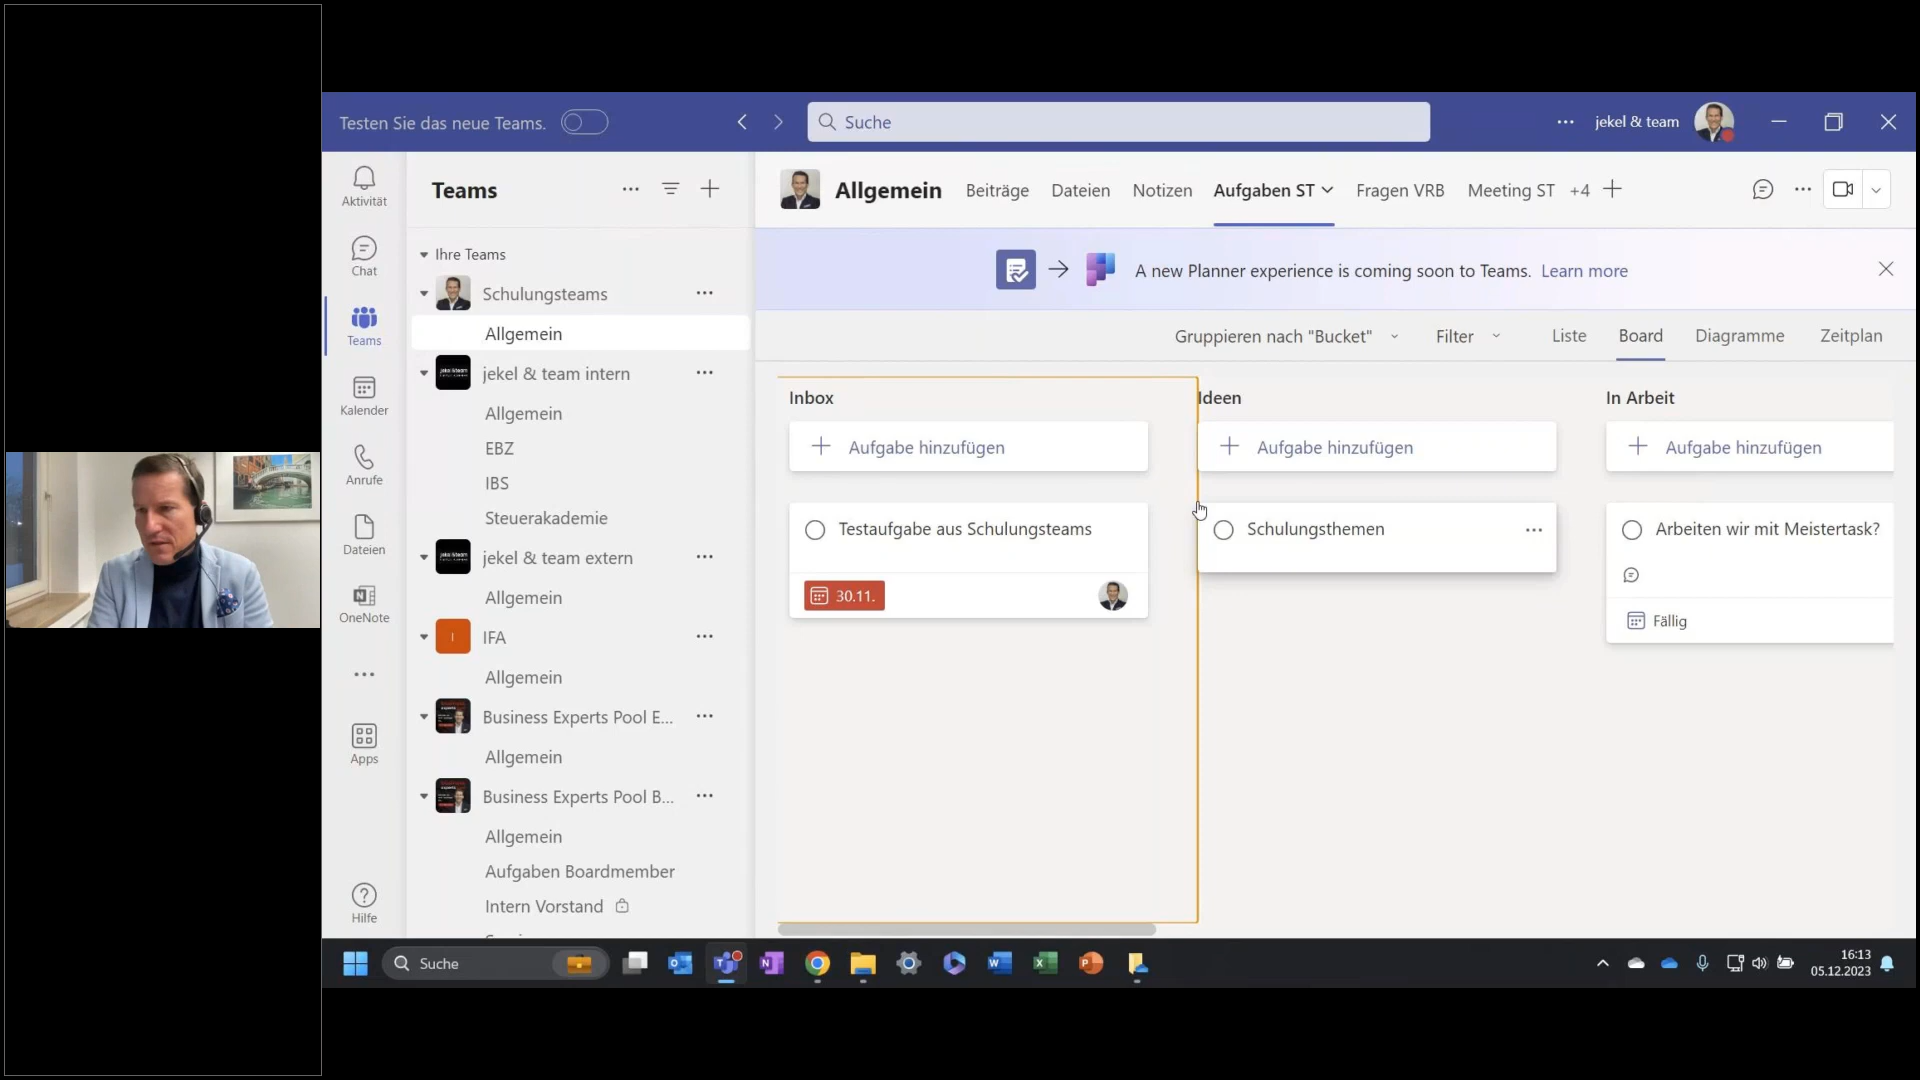 Testen Sie das neue Teams.
Suche
jekel & team
Aktivität
Chat
Teams
Kalender
Anrufe
Dateien
OneNote
Apps
Hilfe
Teams
Ihre Teams
Schulungsteams
Allgemein
jekel & team intern
Allgemein
EBZ
IBS
Steuerakademie
jekel & team extern
Allgemein
I
IFA
Allgemein
Business Experts Pool E...
Allgemein
Business Experts Pool B...
Allgemein
Aufgaben Boardmember
Intern Vorstand
Allgemein Beiträge Dateien Notizen Aufgaben ST Fragen VRB Meeting ST +4
A new Planner experience is coming soon to Teams. Learn more
Gruppieren nach "Bucket" Filter Liste Board Diagramme Zeitplan
Inbox
Aufgabe hinzufügen
Testaufgabe aus Schulungsteams
30.11.
Ideen
Aufgabe hinzufügen
Schulungsthemen
In Arbeit
Aufgabe hinzufügen
Arbeiten wir mit Meistertask?
Fällig
Suche
16:13
05.12.2023